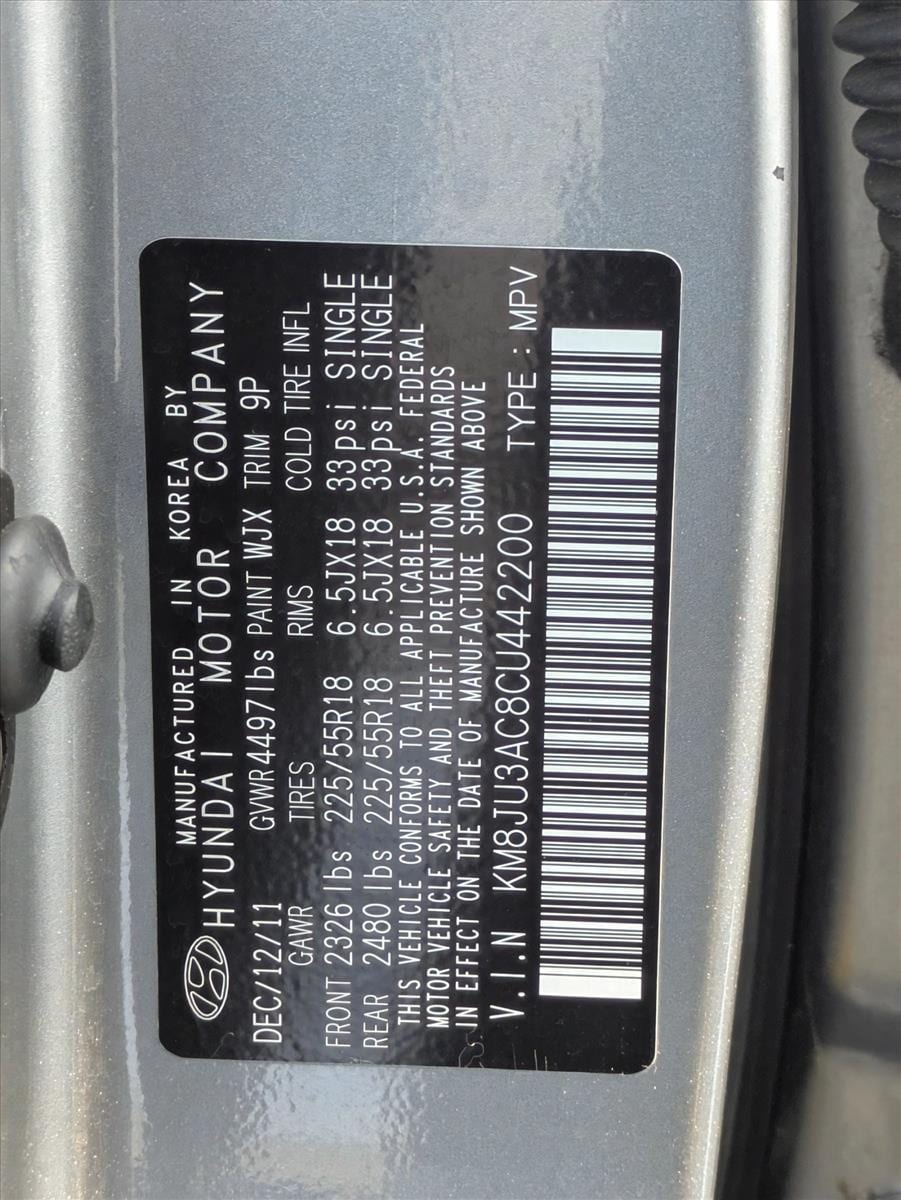 MANUFACTURED IN KOREA BY
HYUNDAI MOTOR COMPANY
DEC/12/11 GVWR4497lbs PAINT WJX TRIM 9P
GAWR TIRES RIMS COLD TIRE INFL
FRONT 2326 lbs 225/55R18 6.5JX18 33psi SINGLE
REAR 2480 lbs 225/55R18 6.5JX18 33psi SINGLE
THIS VEHICLE CONFORMS TO ALL APPLICABLE U.S.A. FEDERAL
MOTOR VEHICLE SAFETY AND THEFT PREVENTION STANDARDS
IN EFFECT ON THE DATE OF MANUFACTURE SHOWN ABOVE
V.I.N KM8JU3AC8CU442200 TYPE : MPV